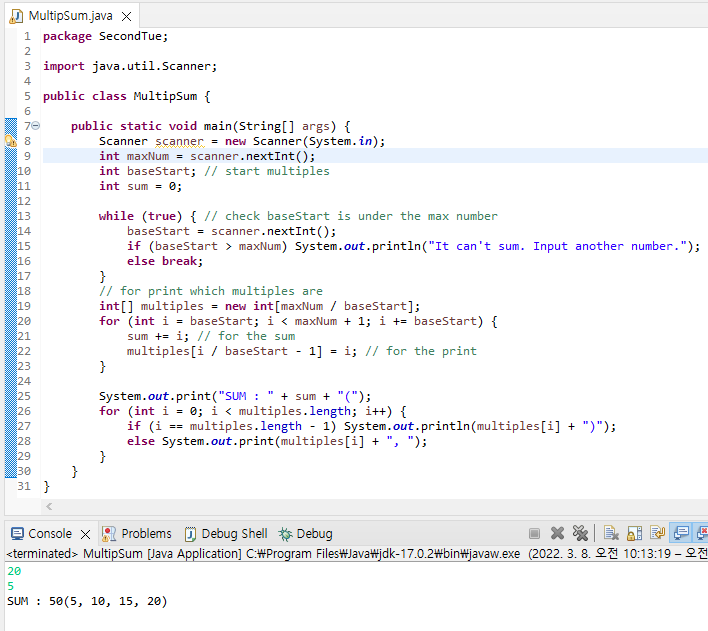 MultipSum.java
1 package SecondTue;
2
3 import java.util.Scanner;
4
5 public class MultipSum {
6
7 public static void main(String[] args) {
8 Scanner scanner = new Scanner(System.in);
9 int maxNum = scanner.nextInt();
10 int baseStart; // start multiples
11 int sum = 0;
12
13 while (true) { // check baseStart is under the max number
14 baseStart = scanner.nextInt();
15 if (baseStart > maxNum) System.out.println("It can't sum. Input another number.");
16 else break;
17 }
18 // for print which multiples are
19 int[] multiples = new int[maxNum / baseStart];
20 for (int i = baseStart; i < maxNum + 1; i += baseStart) {
21 sum += i; // for the sum
22 multiples[i / baseStart - 1] = i; // for the print
23 }
24
25 System.out.print("SUM : " + sum + "(");
26 for (int i = 0; i < multiples.length; i++) {
27 if (i == multiples.length - 1) System.out.println(multiples[i] + ")");
28 else System.out.print(multiples[i] + ", ");
29 }
30 }
31 }
Console Problems Debug Shell Debug
<terminated> MultipSum [Java Application] C:₩Program Files₩Java₩jdk-17.0.2₩bin₩javaw.exe (2022. 3. 8. 오전 10:13:19 – 오전
20
5
SUM : 50(5, 10, 15, 20)